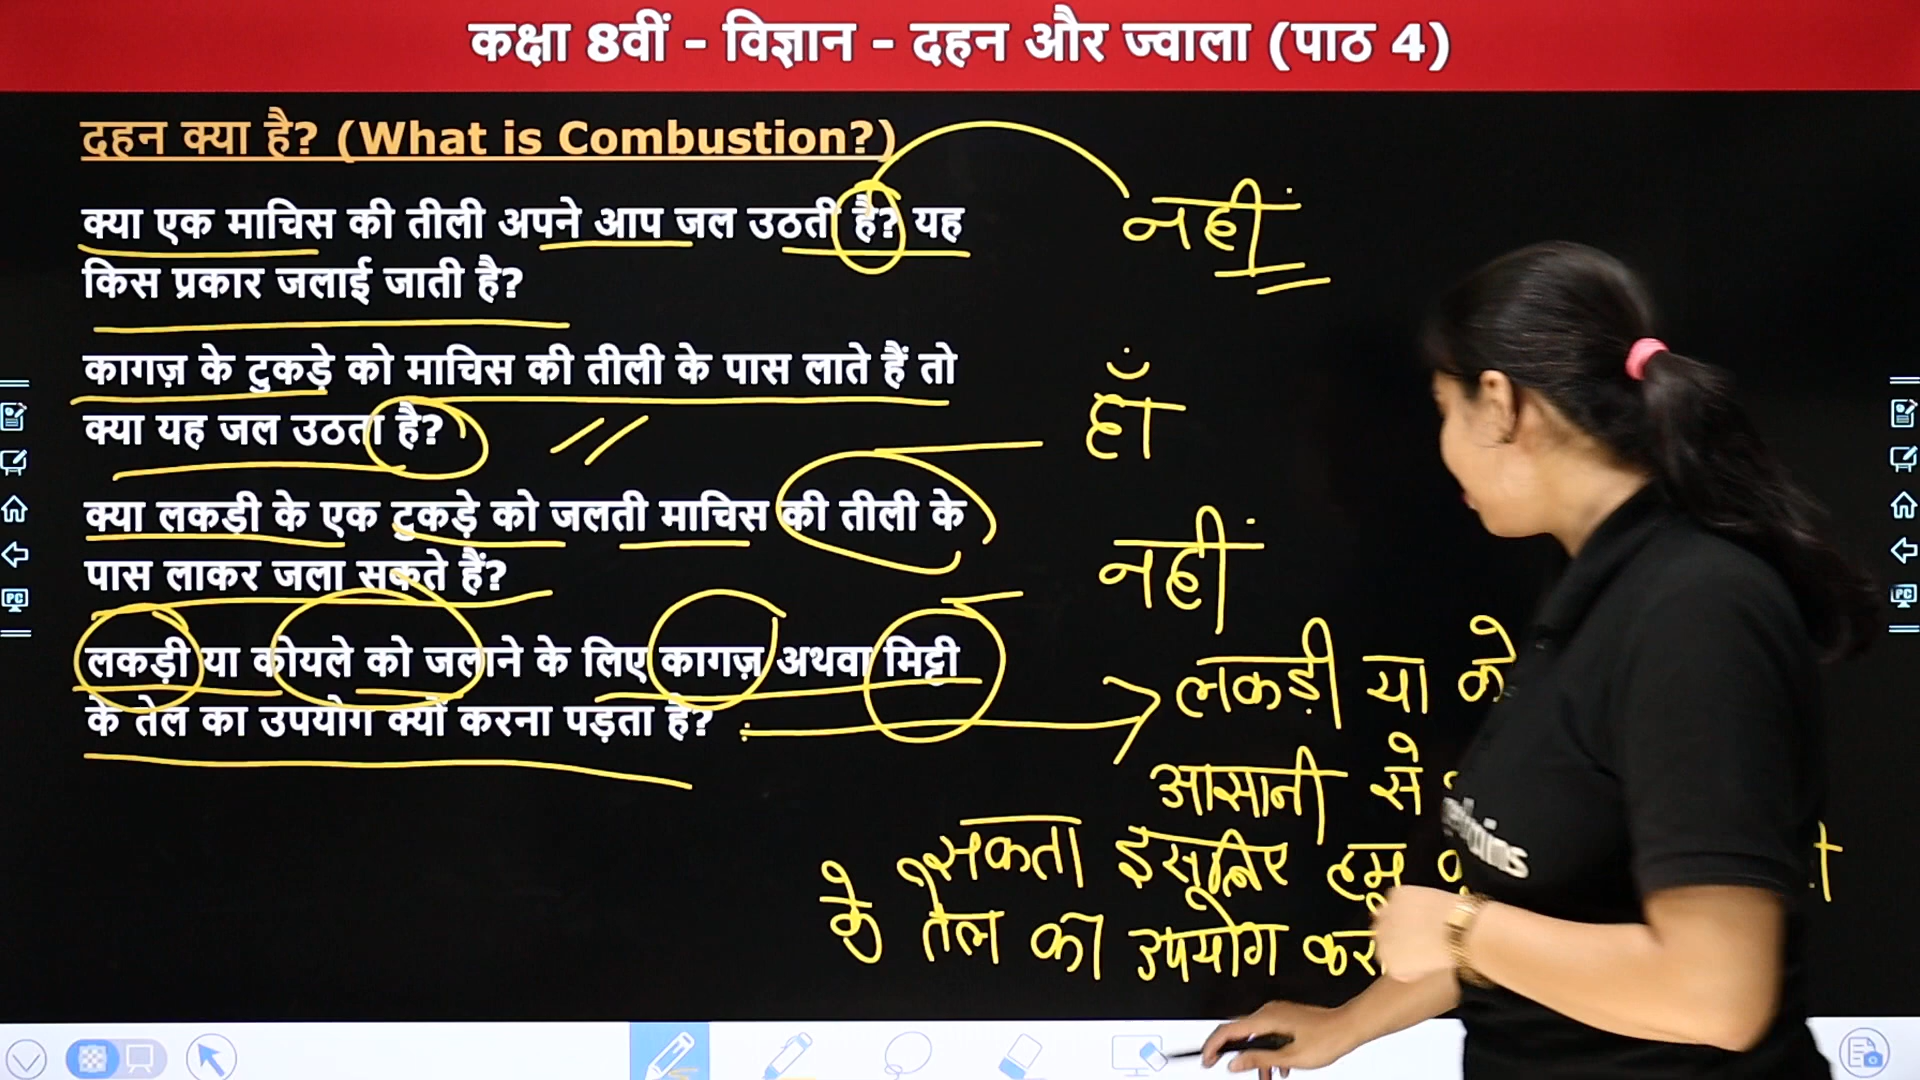 कक्षा 8वीं - विज्ञान - दहन और ज्वाला (पाठ 4)
दहन क्या है? (What is Combustion?)
क्या एक माचिस की तीली अपने आप जल उठती है? यह
किस प्रकार जलाई जाती है?
नहीं
कागज़ के टुकड़े को माचिस की तीली के पास लाते हैं तो
क्या यह जल उठता है?
हाँ
क्या लकडी के एक टुकड़े को जलती माचिस की तीली के
पास लाकर जला सकते हैं?
नहीं
लकड़ी या कोयले को जलाने के लिए कागज़ अथवा मिट्टी
के तेल का उपयोग क्यों करना पड़ता है?
लकड़ी या
आसानी से
सकता इसलिए हम
के तेल का उपयोग
PC
PC